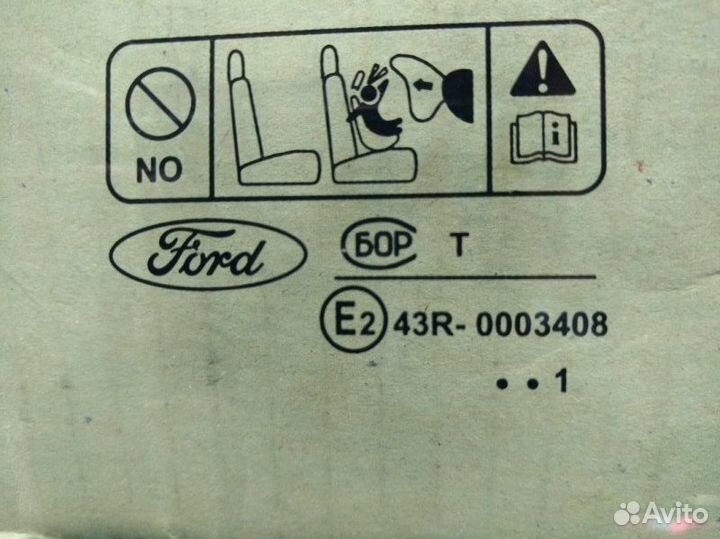 NO
i
Ford
БОР T
E2 43R- 0003408
• • 1
Avito